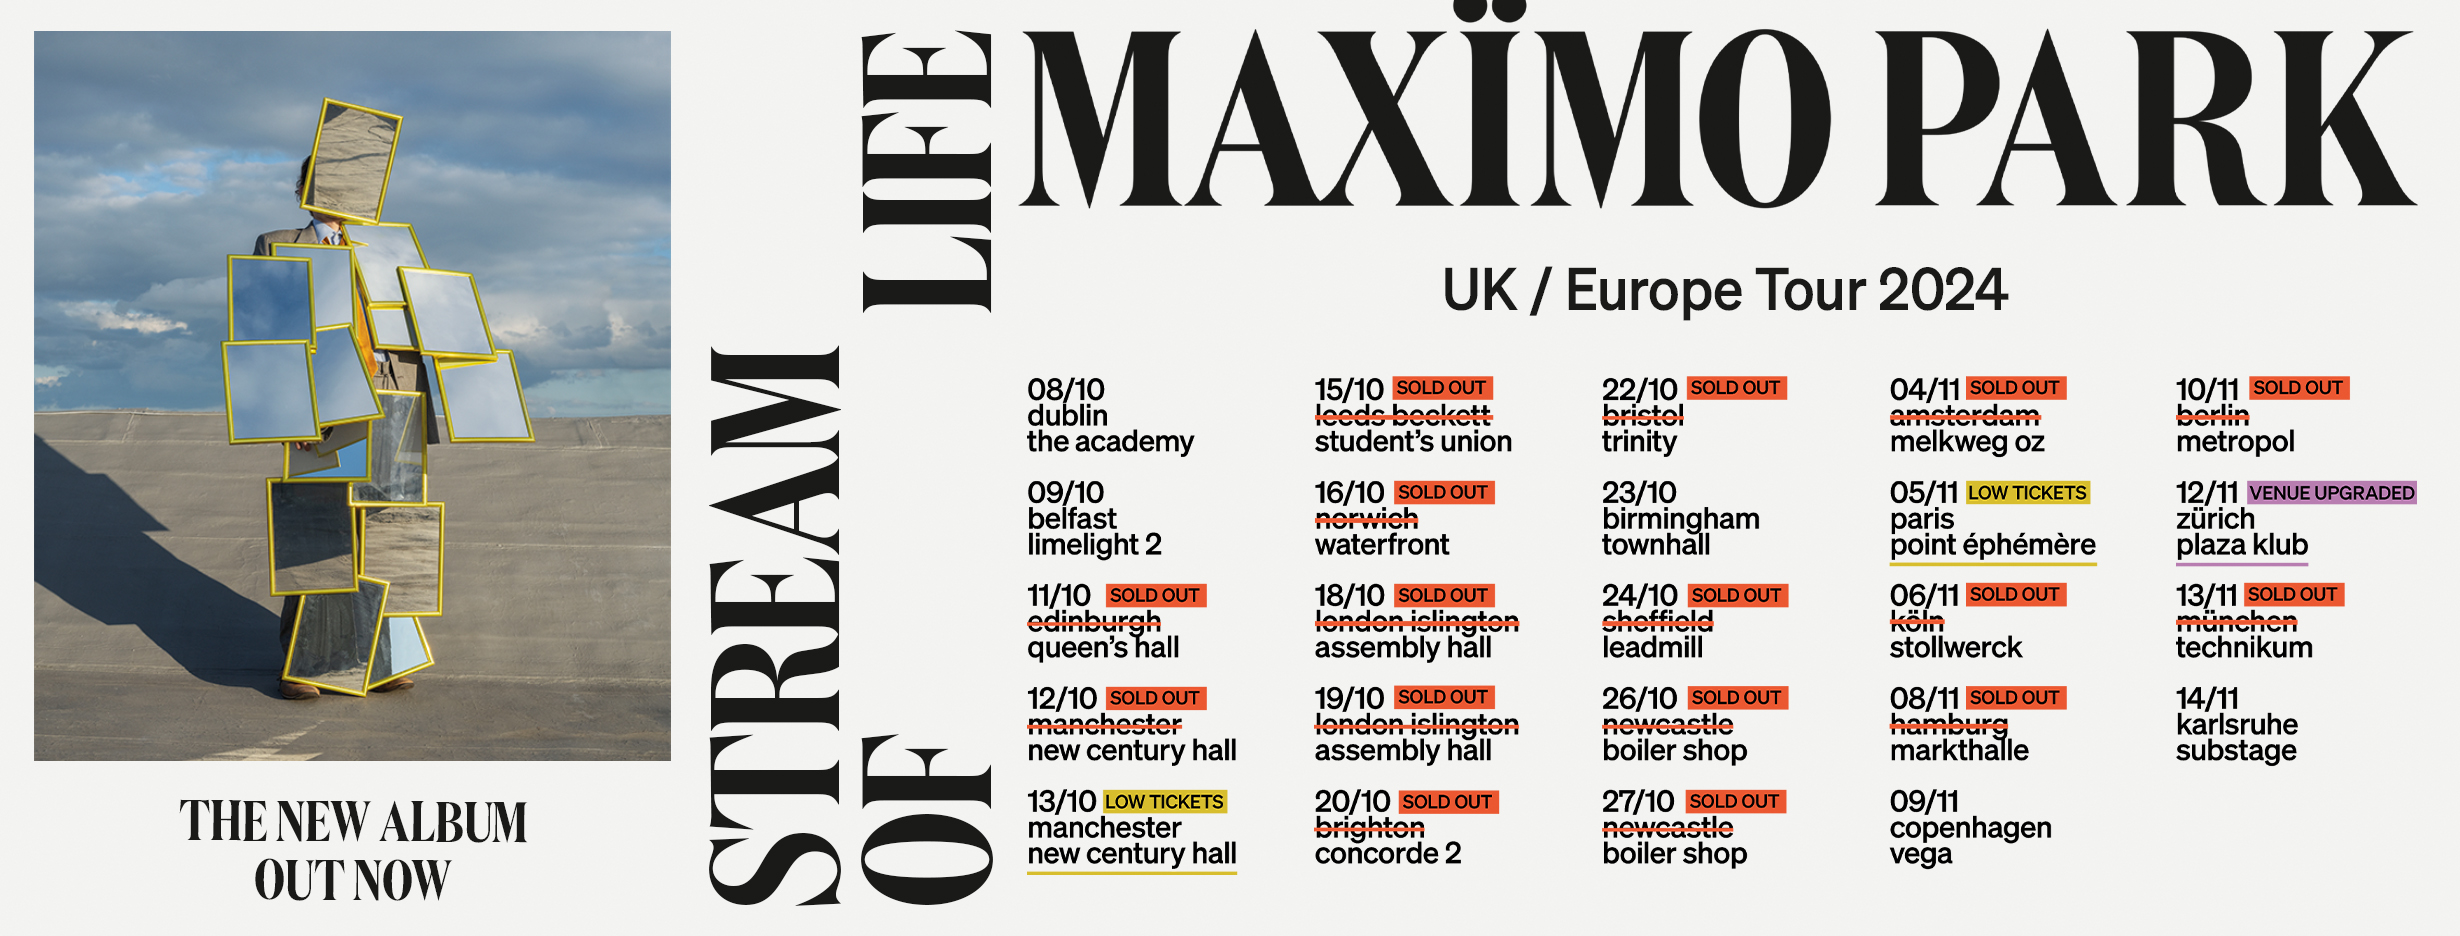 THE NEW ALBUM
OUT NOW
STREAM
OF
LIFE
MAXÏMO PARK
UK / Europe Tour 2024
08/10
dublin
the academy
09/10
belfast
limelight 2
11/10 SOLD OUT
edinburgh
queen's hall
12/10 SOLD OUT
manchester
new century hall
13/10 LOW TICKETS
manchester
new century hall
15/10 SOLD OUT
leeds beckett
student's union
16/10 SOLD OUT
norwich
waterfront
18/10 SOLD OUT
london islington
assembly hall
19/10 SOLD OUT
london islington
assembly hall
20/10 SOLD OUT
brighton
concorde 2
22/10 SOLD OUT
bristol
trinity
23/10
birmingham
townhall
24/10 SOLD OUT
sheffield
leadmill
26/10 SOLD OUT
newcastle
boiler shop
27/10 SOLD OUT
newcastle
boiler shop
04/11 SOLD OUT
amsterdam
melkweg oz
05/11 LOW TICKETS
paris
point éphémère
06/11 SOLD OUT
köln
stollwerck
08/11 SOLD OUT
hamburg
markthalle
09/11
copenhagen
vega
10/11 SOLD OUT
berlin
metropol
12/11 VENUE UPGRADED
zürich
plaza klub
13/11 SOLD OUT
münchen
technikum
14/11
karlsruhe
substage